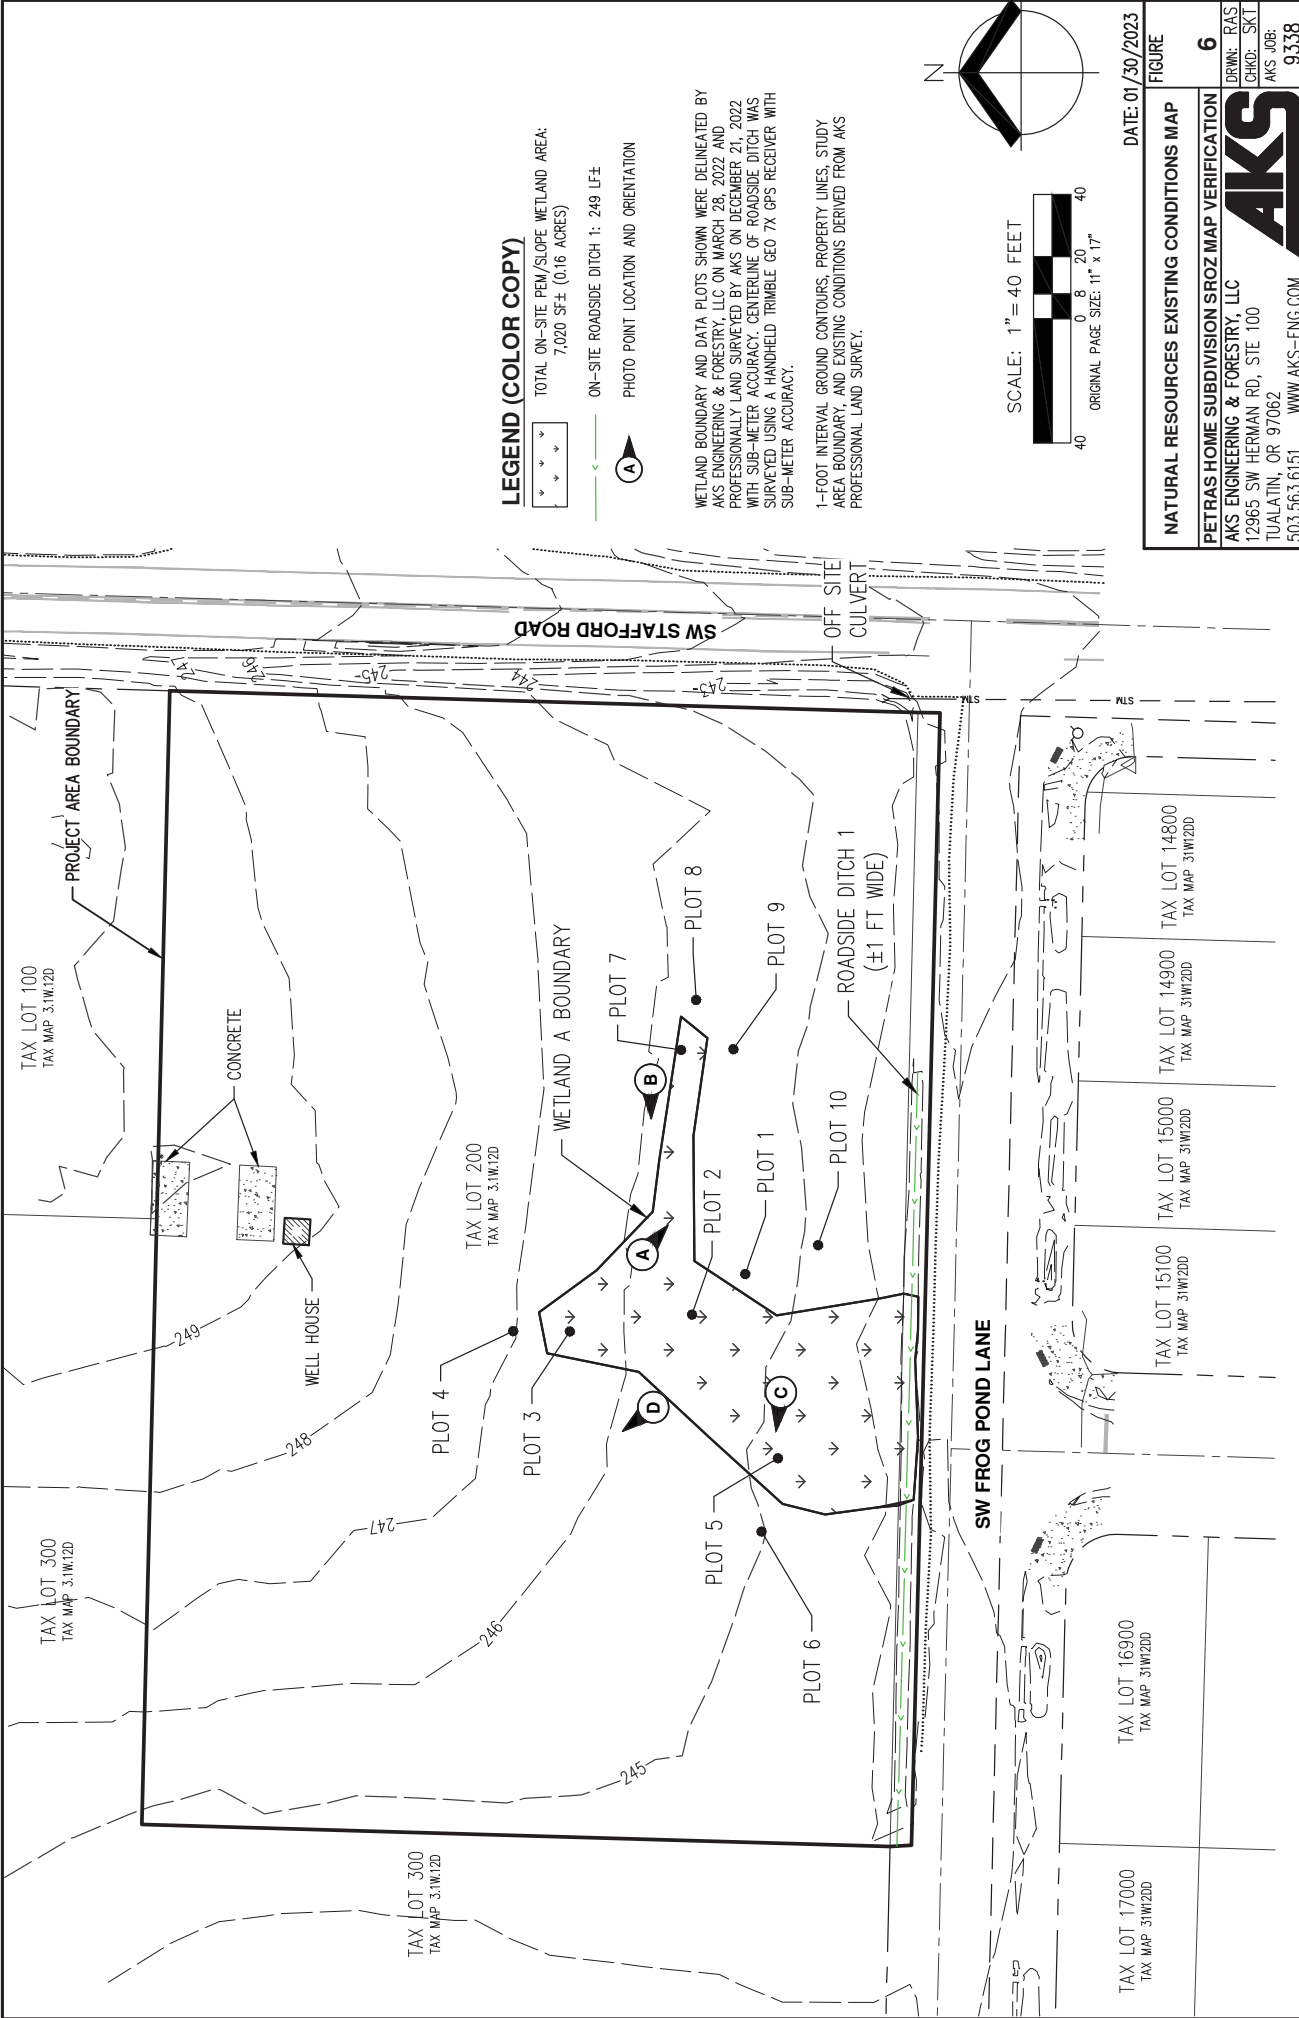 TAX LOT 300
TAX MAP 3.1W.12D
TAX LOT 100
TAX MAP 3.1W.12D
PROJECT AREA BOUNDARY
CONCRETE
WELL HOUSE
249
248
247
246
245
247
246
245
244
243
TAX LOT 300
TAX MAP 3.1W.12D
TAX LOT 200
TAX MAP 3.1W.12D
PLOT 4
PLOT 3
WETLAND A BOUNDARY
PLOT 7
PLOT 8
PLOT 9
A
B
C
D
PLOT 2
PLOT 1
PLOT 10
PLOT 5
PLOT 6
ROADSIDE DITCH 1
(±1 FT WIDE)
SW STAFFORD ROAD
OFF SITE
CULVERT
STM
STM
SW FROG POND LANE
TAX LOT 17000
TAX MAP 31W12DD
TAX LOT 16900
TAX MAP 31W12DD
TAX LOT 15100
TAX MAP 31W12DD
TAX LOT 15000
TAX MAP 31W12DD
TAX LOT 14900
TAX MAP 31W12DD
TAX LOT 14800
TAX MAP 31W12DD
LEGEND (COLOR COPY)
TOTAL ON-SITE PEM/SLOPE WETLAND AREA:
7,020 SF± (0.16 ACRES)
ON-SITE ROADSIDE DITCH 1: 249 LF±
A
PHOTO POINT LOCATION AND ORIENTATION
WETLAND BOUNDARY AND DATA PLOTS SHOWN WERE DELINEATED BY
AKS ENGINEERING & FORESTRY, LLC ON MARCH 28, 2022 AND
PROFESSIONALLY LAND SURVEYED BY AKS ON DECEMBER 21, 2022
WITH SUB-METER ACCURACY. CENTERLINE OF ROADSIDE DITCH WAS
SURVEYED USING A HANDHELD TRIMBLE GEO 7X GPS RECEIVER WITH
SUB-METER ACCURACY.
1-FOOT INTERVAL GROUND CONTOURS, PROPERTY LINES, STUDY
AREA BOUNDARY, AND EXISTING CONDITIONS DERIVED FROM AKS
PROFESSIONAL LAND SURVEY.
N
SCALE: 1"= 40 FEET
40 0 8 20 40
ORIGINAL PAGE SIZE: 11" x 17"
DATE: 01/30/2023
NATURAL RESOURCES EXISTING CONDITIONS MAP
FIGURE
6
PETRAS HOME SUBDIVISION SROZ MAP VERIFICATION
AKS ENGINEERING & FORESTRY, LLC
12965 SW HERMAN RD, STE 100
TUALATIN, OR 97062
503.563.6151 WWW.AKS-ENG.COM
AKS
DRWN: RAS
CHKD: SKT
AKS JOB:
9338